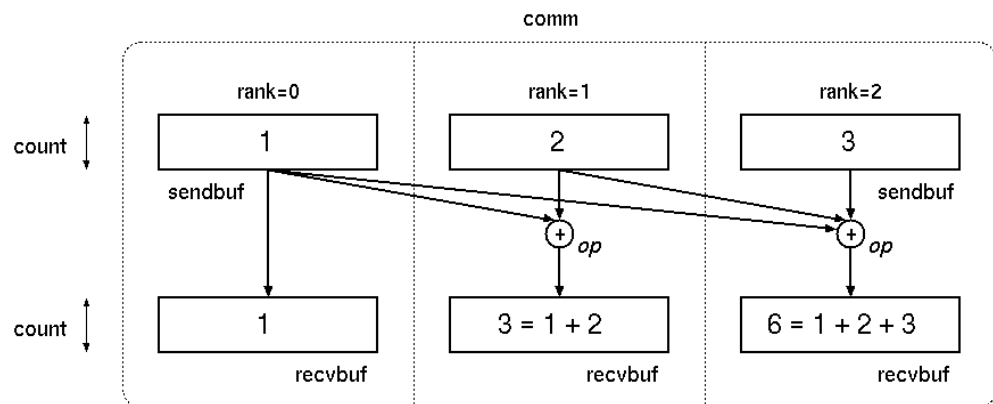 comm
rank=0
rank=1
rank=2
count
1
2
3
sendbuf
sendbuf
+
op
+
op
count
1
3 = 1 + 2
6 = 1 + 2 + 3
recvbuf
recvbuf
recvbuf